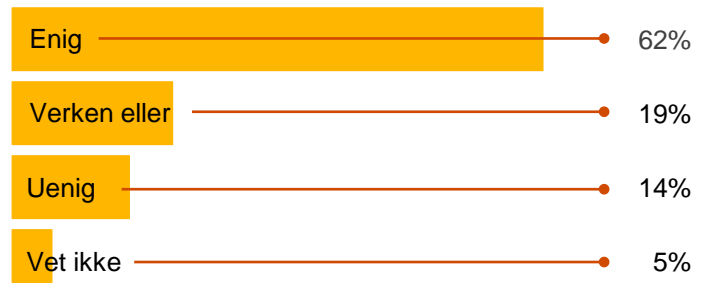 Enig 62%
Verken eller 19%
Uenig 14%
Vet ikke 5%